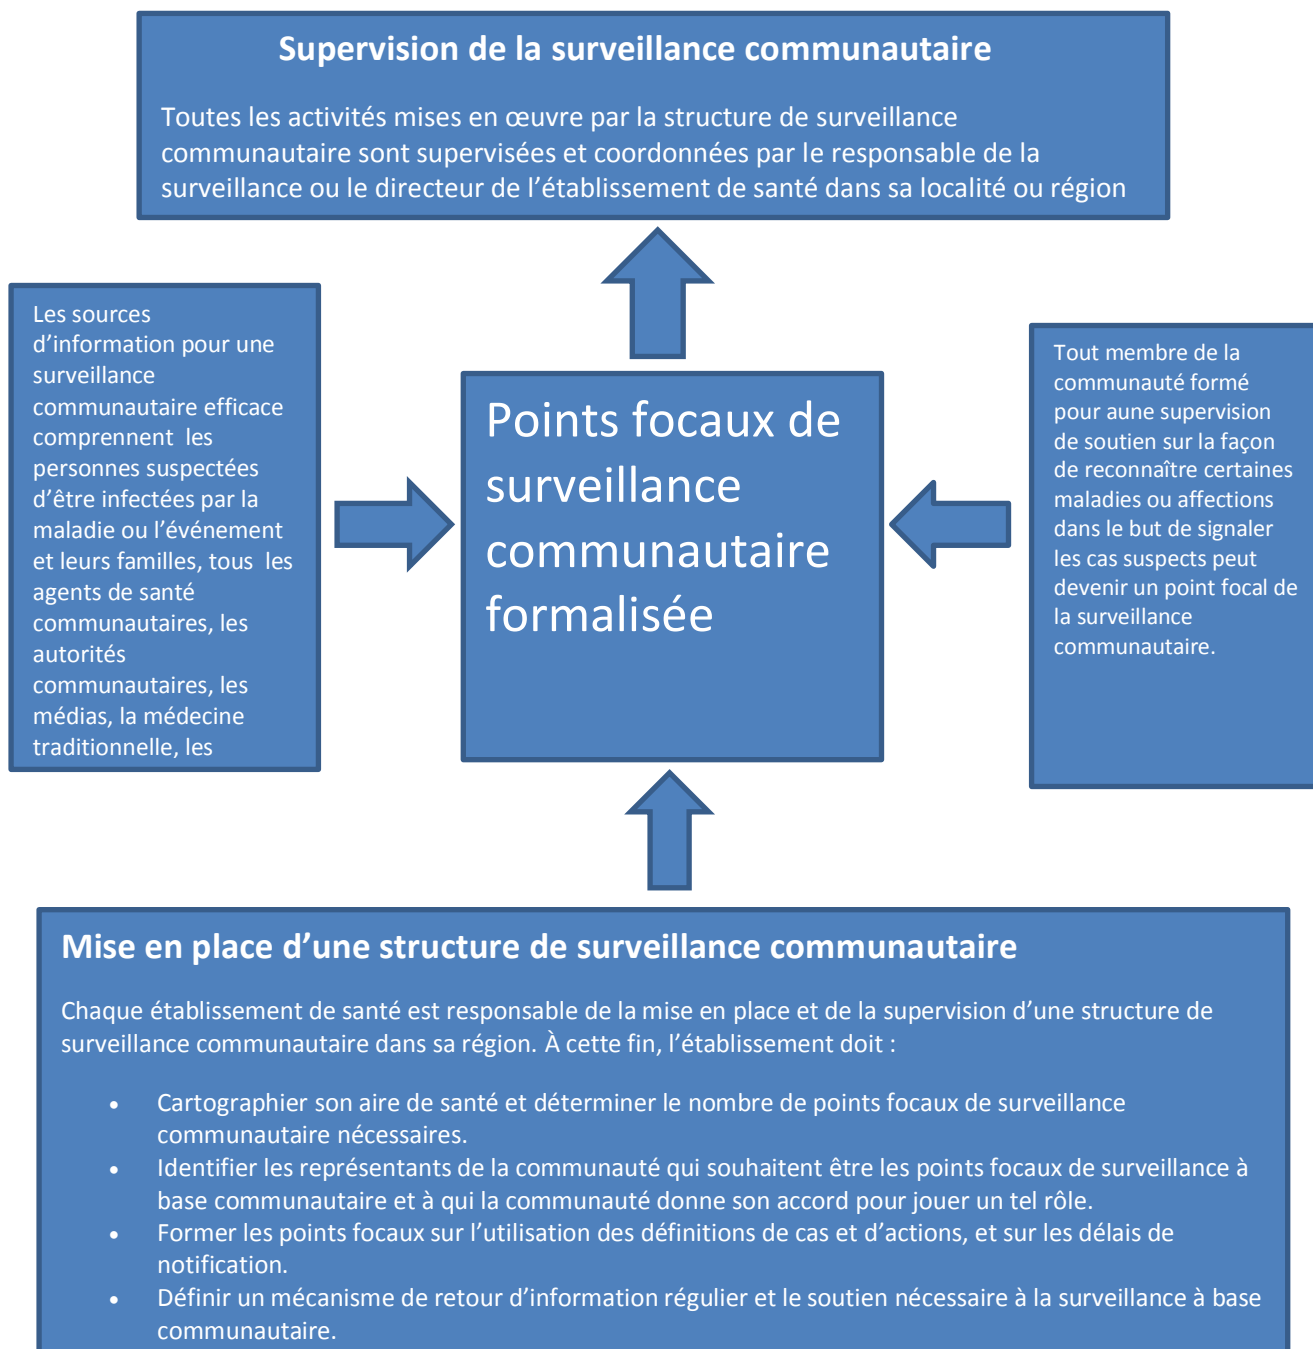 Supervision de la surveillance communautaire
Toutes les activités mises en œuvre par la structure de surveillance
communautaire sont supervisées et coordonnées par le responsable de la
surveillance ou le directeur de l’établissement de santé dans sa localité ou région
Les sources
d’information pour une
surveillance
communautaire efficace
comprennent les
personnes suspectées
d’être infectées par la
maladie ou l’événement
et leurs familles, tous les
agents de santé
communautaires, les
autorités
communautaires, les
médias, la médecine
traditionnelle, les
Points focaux de
surveillance
communautaire
formalisée
Tout membre de la
communauté formé
pour aune supervision
de soutien sur la façon
de reconnaître certaines
maladies ou affections
dans le but de signaler
les cas suspects peut
devenir un point focal de
la surveillance
communautaire.
Mise en place d’une structure de surveillance communautaire
Chaque établissement de santé est responsable de la mise en place et de la supervision d’une structure de
surveillance communautaire dans sa région. À cette fin, l’établissement doit :
• Cartographier son aire de santé et déterminer le nombre de points focaux de surveillance
communautaire nécessaires.
• Identifier les représentants de la communauté qui souhaitent être les points focaux de surveillance à
base communautaire et à qui la communauté donne son accord pour jouer un tel rôle.
• Former les points focaux sur l’utilisation des définitions de cas et d’actions, et sur les délais de
notification.
• Définir un mécanisme de retour d’information régulier et le soutien nécessaire à la surveillance à base
communautaire.